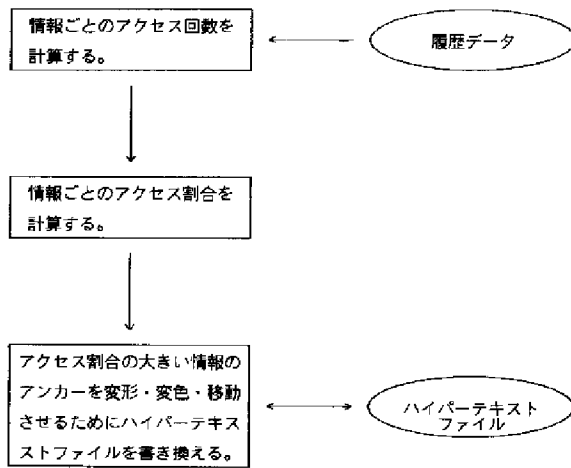 情報ごとのアクセス回数を
計算する。
履歴データ
情報ごとのアクセス割合を
計算する。
アクセス割合の大きい情報の
アンカーを変形・変色・移動
させるためにハイパーテキス
ストファイルを書き換える。
ハイパーテキスト
ファイル